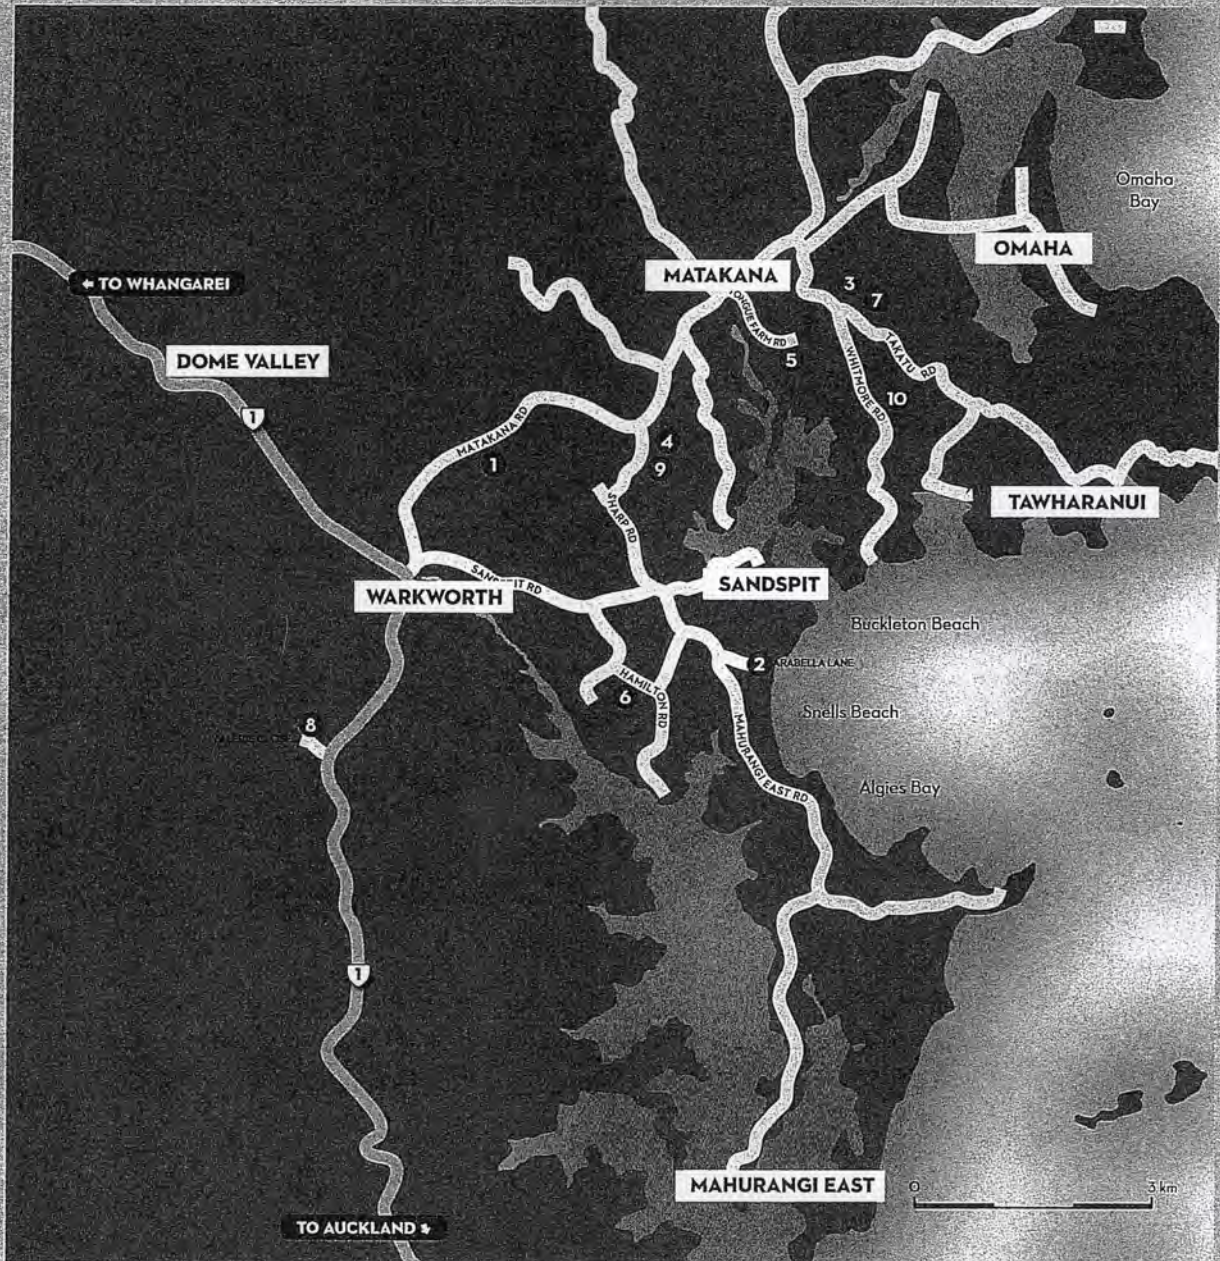 Omaha
Bay
OMAHA
MATAKANA
← TO WHANGAREI
3
7
TONGUE FARM RD
5
TAKATU RD
DOME VALLEY
WHITMORE RD
10
1
MATAKANA RD
1
4
9
SHARP RD
TAWHARANUI
SANDSPIT RD
SANDSPIT
WARKWORTH
Buckleton Beach
2
ARABELLA LANE
HAMILTON RD
6
Snells Beach
8
MAHURANGI EAST RD
Algies Bay
1
MAHURANGI EAST
0
3 km
TO AUCKLAND